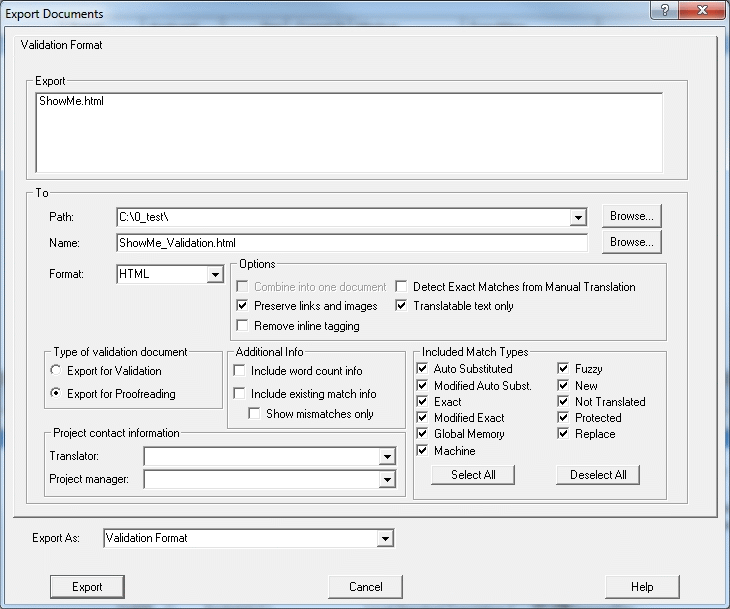 Export Documents
Validation Format
Export
ShowMe.html
To
Path: C:\0_test\ Browse...
Name: ShowMe_Validation.html Browse...
Format: HTML
Options
Combine into one document Detect Exact Matches from Manual Translation
Preserve links and images Translatable text only
Remove inline tagging
Type of validation document
Export for Validation
Export for Proofreading
Additional Info
Include word count info
Include existing match info
Show mismatches only
Included Match Types
Auto Substituted Fuzzy
Modified Auto Subst. New
Exact Not Translated
Modified Exact Protected
Global Memory Replace
Machine
Select All Deselect All
Project contact information
Translator:
Project manager:
Export As: Validation Format
Export Cancel Help